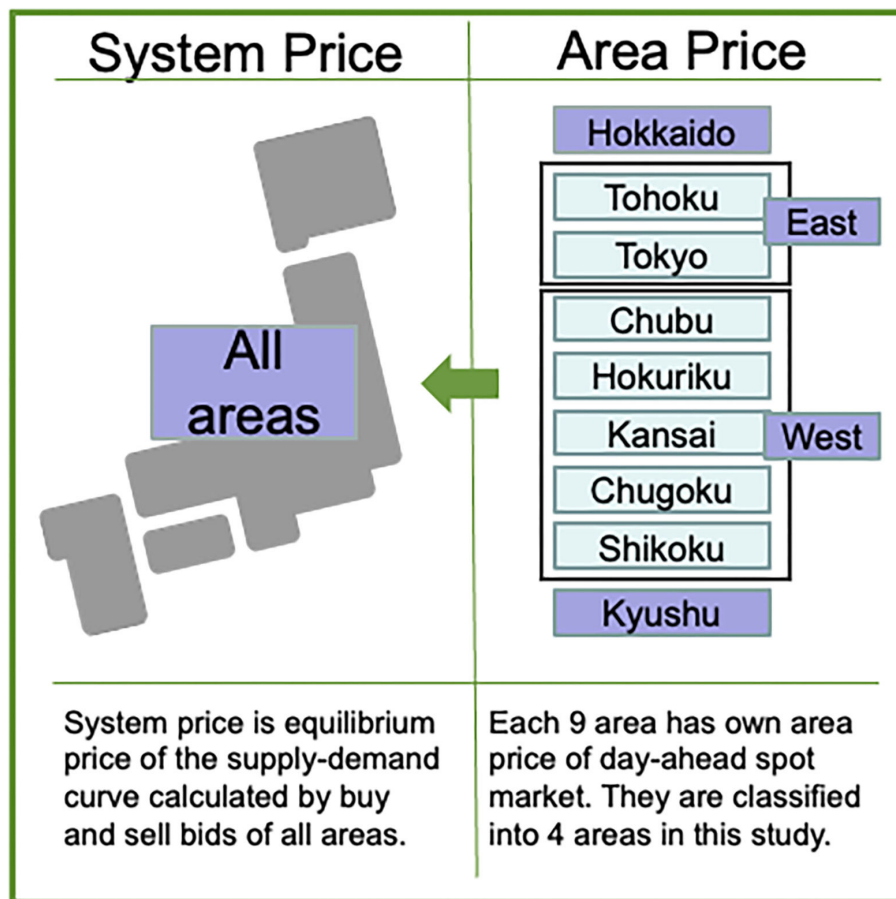 System Price
Area Price
All
areas
Hokkaido
Tohoku
East
Tokyo
Chubu
Hokuriku
Kansai
West
Chugoku
Shikoku
Kyushu
System price is equilibrium
price of the supply-demand
curve calculated by buy
and sell bids of all areas.
Each 9 area has own area
price of day-ahead spot
market. They are classified
into 4 areas in this study.